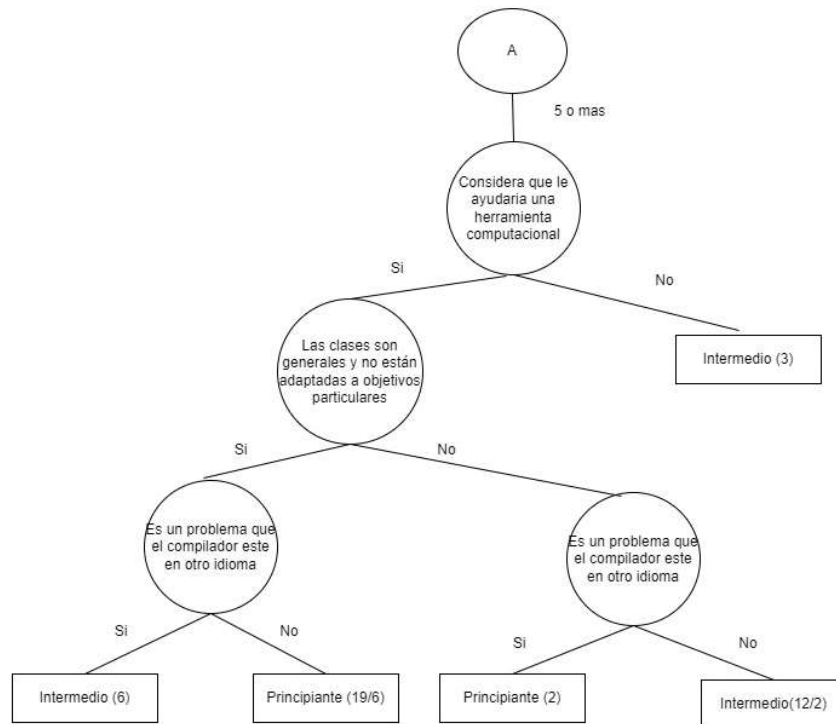 A
5 o mas
Considera que le
ayudaria una
herramienta
computacional
Si
No
Las clases son
generales y no están
adaptadas a objetivos
particulares
Intermedio (3)
Si
No
Es un problema que
el compilador este
en otro idioma
Es un problema que
el compilador este
en otro idioma
Si
No
Si
No
Intermedio (6)
Principiante (19/6)
Principiante (2)
Intermedio(12/2)